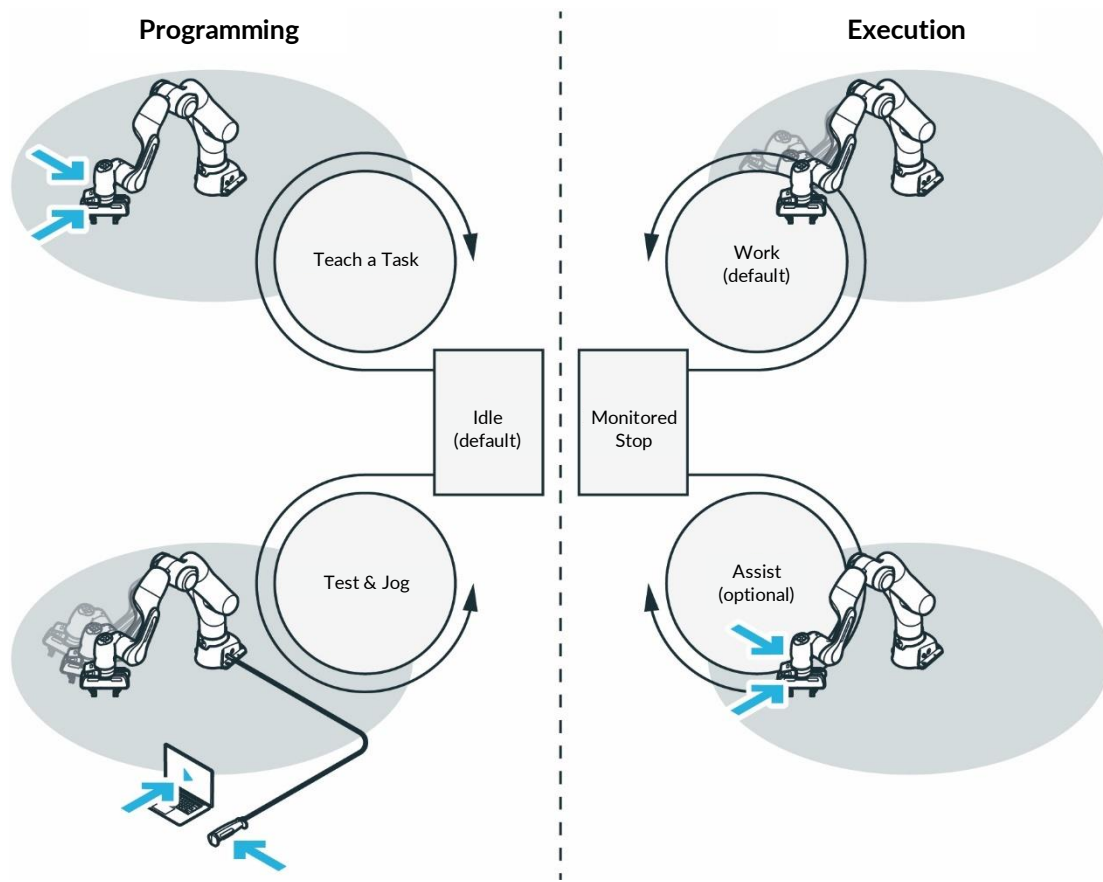 Programming
Execution
Teach a Task
Work
(default)
Idle
(default)
Monitored
Stop
Test & Jog
Assist
(optional)